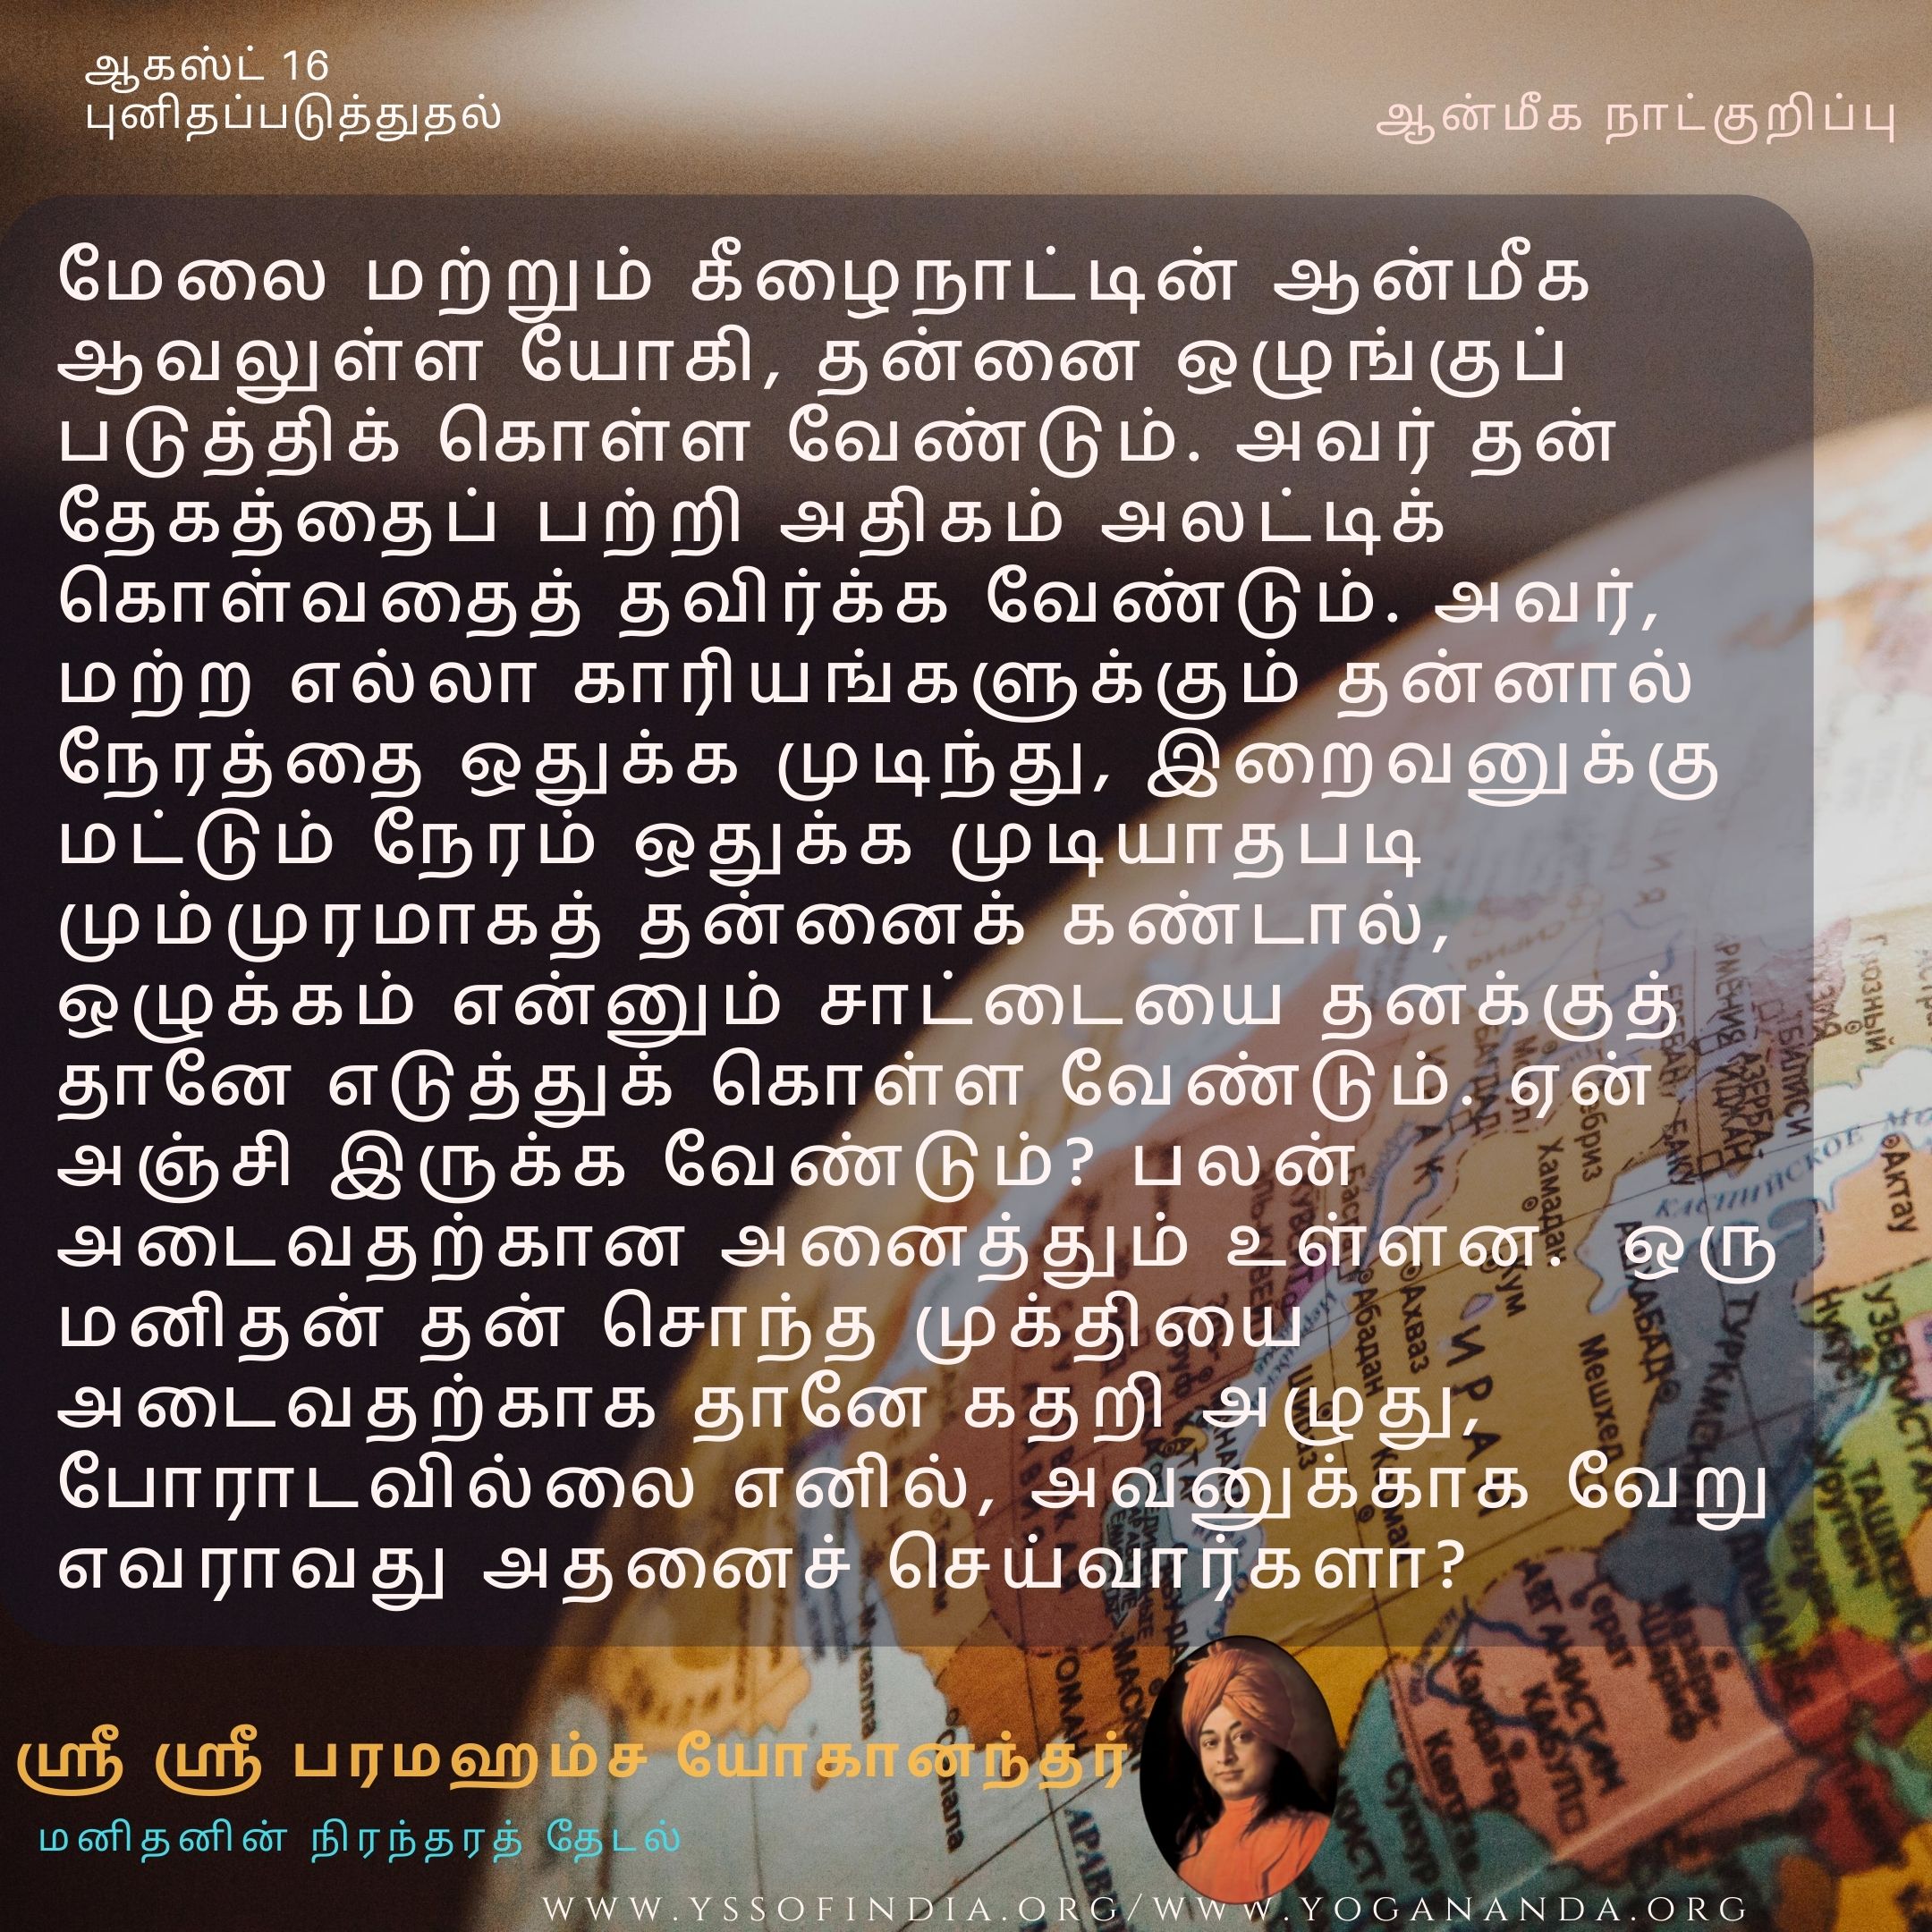 ஆகஸ்ட் 16
புனிதப்படுத்துதல்
ஆன்மீக நாட்குறிப்பு
மேலை மற்றும் கீழைநாட்டின் ஆன்மீக
ஆவலுள்ள யோகி, தன்னை ஒழுங்குப்
படுத்திக் கொள்ள வேண்டும். அவர் தன்
தேகத்தைப் பற்றி அதிகம் அலட்டிக்
கொள்வதைத் தவிர்க்க வேண்டும். அவர்,
மற்ற எல்லா காரியங்களுக்கும் தன்னால்
நேரத்தை ஒதுக்க முடிந்து, இறைவனுக்கு
மட்டும் நேரம் ஒதுக்க முடியாதபடி
மும்முரமாகத் தன்னைக் கண்டால்,
ஒழுக்கம் என்னும் சாட்டையை தனக்குத்
தானே எடுத்துக் கொள்ள வேண்டும். ஏன்
அஞ்சி இருக்க வேண்டும்? பலன்
அடைவதற்கான அனைத்தும் உள்ளன. ஒரு
மனிதன் தன் சொந்த முக்தியை
அடைவதற்காக தானே கதறி அழுது,
போராடவில்லை எனில், அவனுக்காக வேறு
எவராவது அதனைச் செய்வார்களா?
ஸ்ரீ ஸ்ரீ பரமஹம்ச யோகானந்தர்
மனிதனின் நிரந்தரத் தேடல்
WWW.YSSOFINDIA.ORG/WWW.YOGANANDA.ORG